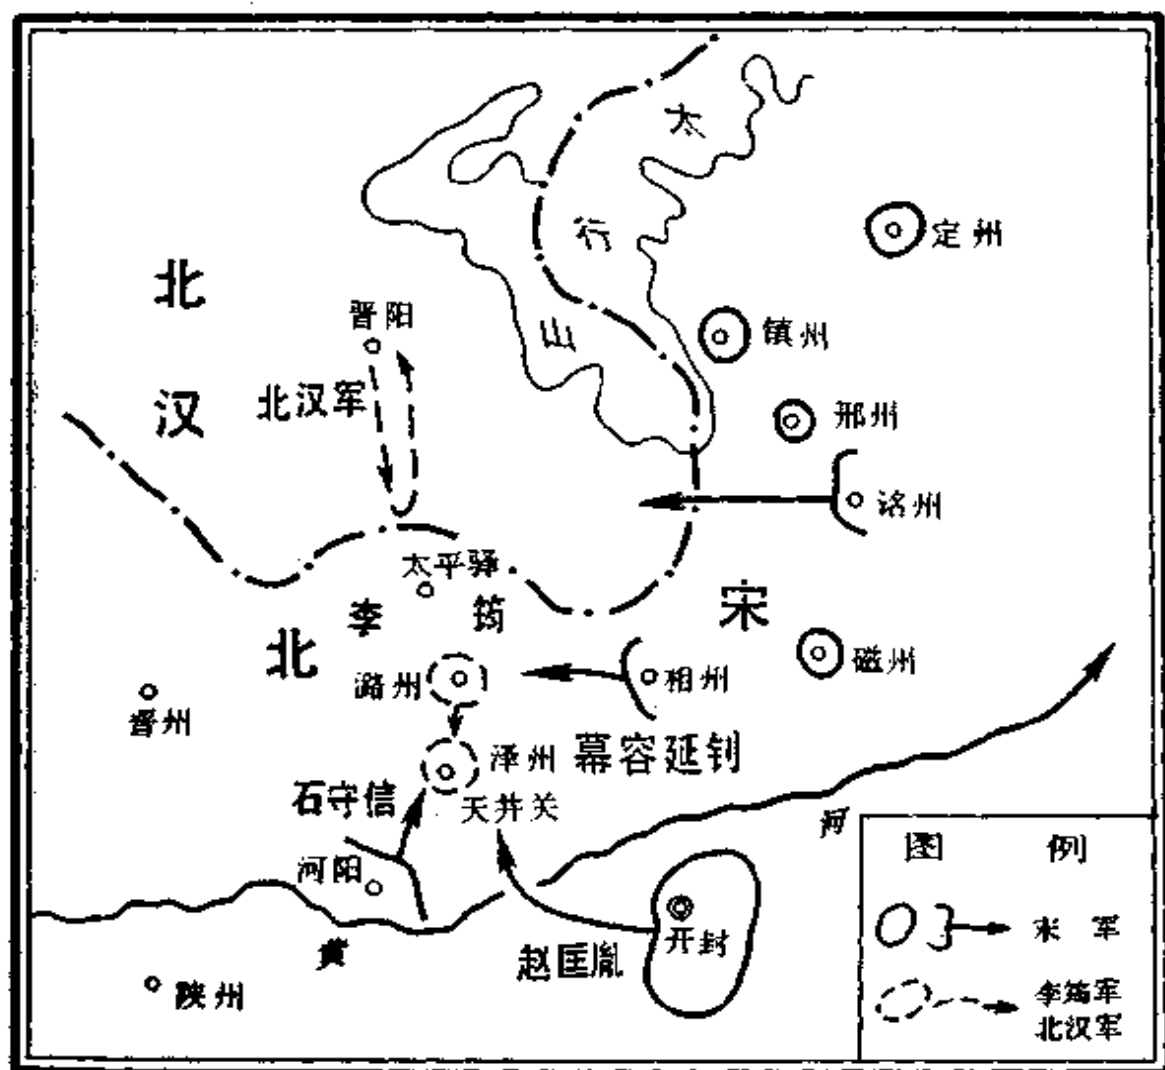 太
行
山
定州
镇州
邢州
洺州
磁州
相州
北
汉
晋阳
北汉军
太平驿
李筠
北
宋
潞州
晋州
泽州
慕容延钊
石守信
天井关
河阳
开封
赵匡胤
陕州
黄
河
图例
宋军
李筠军
北汉军